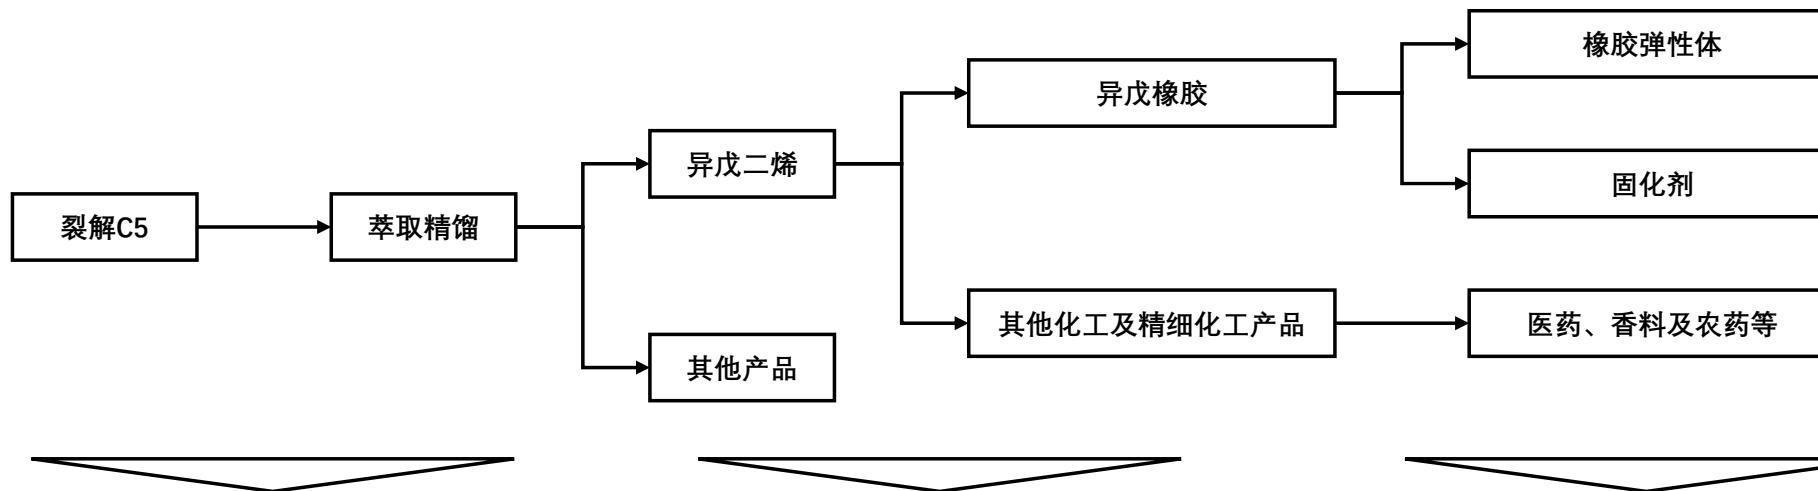 裂解C5
萃取精馏
异戊二烯
其他产品
异戊橡胶
其他化工及精细化工产品
橡胶弹性体
固化剂
医药、香料及农药等